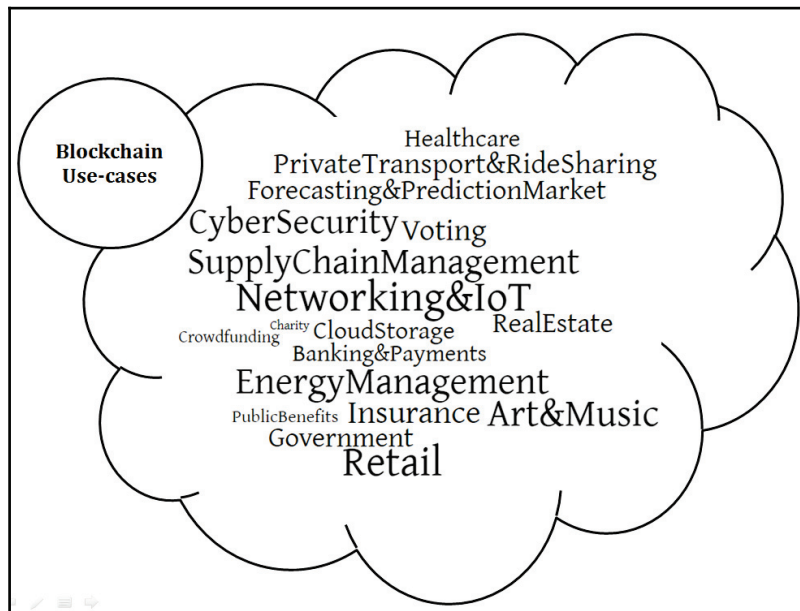 Blockchain
Use-cases
Healthcare
PrivateTransport&RideSharing
Forecasting&PredictionMarket
CyberSecurity Voting
SupplyChainManagement
Networking&IoT
Crowdfunding Charity CloudStorage RealEstate
Banking&Payments
EnergyManagement
PublicBenefits Insurance Art&Music
Government
Retail